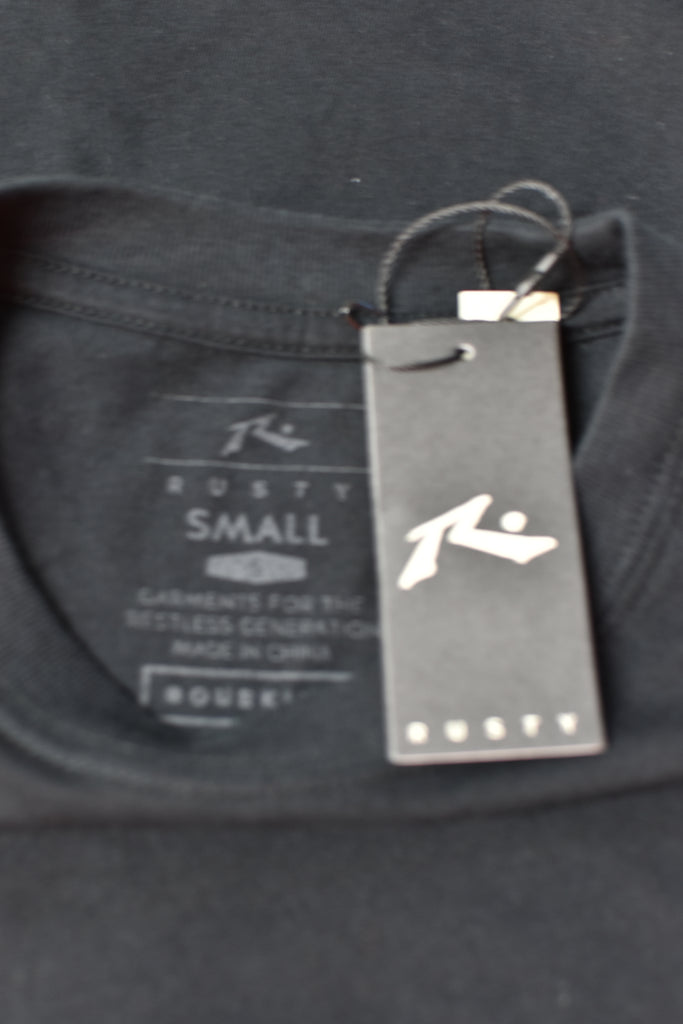 RUSTY
SMALL
S
GARMENTS FOR THE
RESTLESS GENERATION
MADE IN CHINA
RUSTY